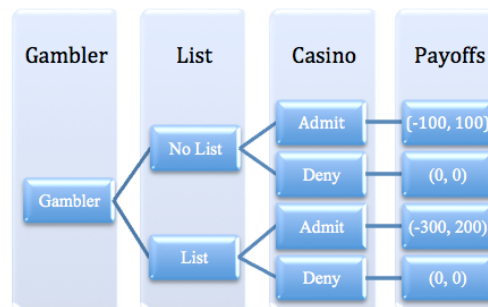 Gambler List Casino Payoffs
Admit (-100, 100)
No List
Deny (0, 0)
Gambler
Admit (-300, 200)
List
Deny (0, 0)